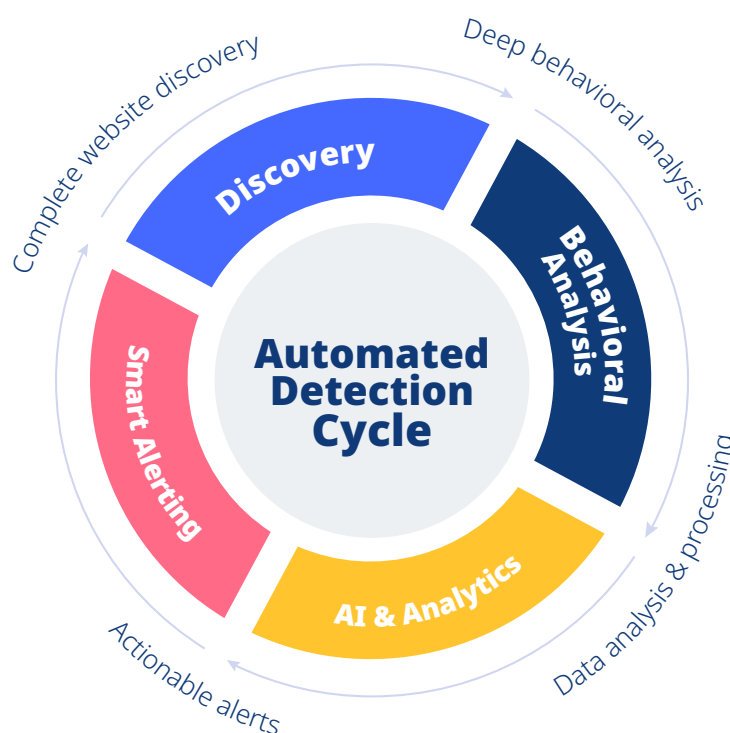 Complete website discovery
Deep behavioral analysis
Discovery
Behavioral
Analysis
Automated
Detection
Cycle
Smart Alerting
AI & Analytics
Data analysis & processing
Actionable alerts